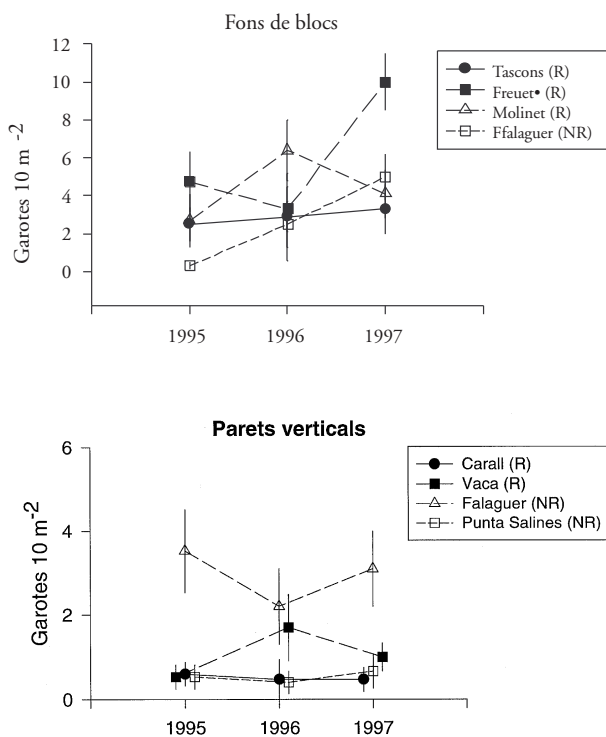 Fons de blocs
12
10
8
6
4
2
0
Garotes 10 m -2
1995 1996 1997
Tascons (R)
Freuet• (R)
Molinet (R)
Ffalaguer (NR)
Parets verticals
6
4
2
0
Garotes 10 m-2
1995 1996 1997
Carall (R)
Vaca (R)
Falaguer (NR)
Punta Salines (NR)